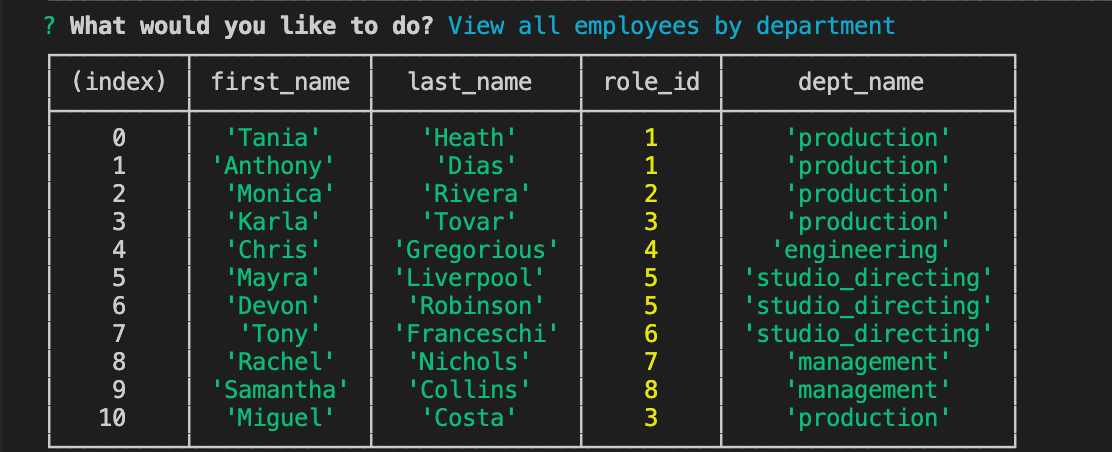 ? What would you like to do? View all employees by department
(index) first_name last_name role_id dept_name
0 'Tania' 'Heath' 1 'production'
1 'Anthony' 'Dias' 1 'production'
2 'Monica' 'Rivera' 2 'production'
3 'Karla' 'Tovar' 3 'production'
4 'Chris' 'Gregorious' 4 'engineering'
5 'Mayra' 'Liverpool' 5 'studio_directing'
6 'Devon' 'Robinson' 5 'studio_directing'
7 'Tony' 'Franceschi' 6 'studio_directing'
8 'Rachel' 'Nichols' 7 'management'
9 'Samantha' 'Collins' 8 'management'
10 'Miguel' 'Costa' 3 'production'